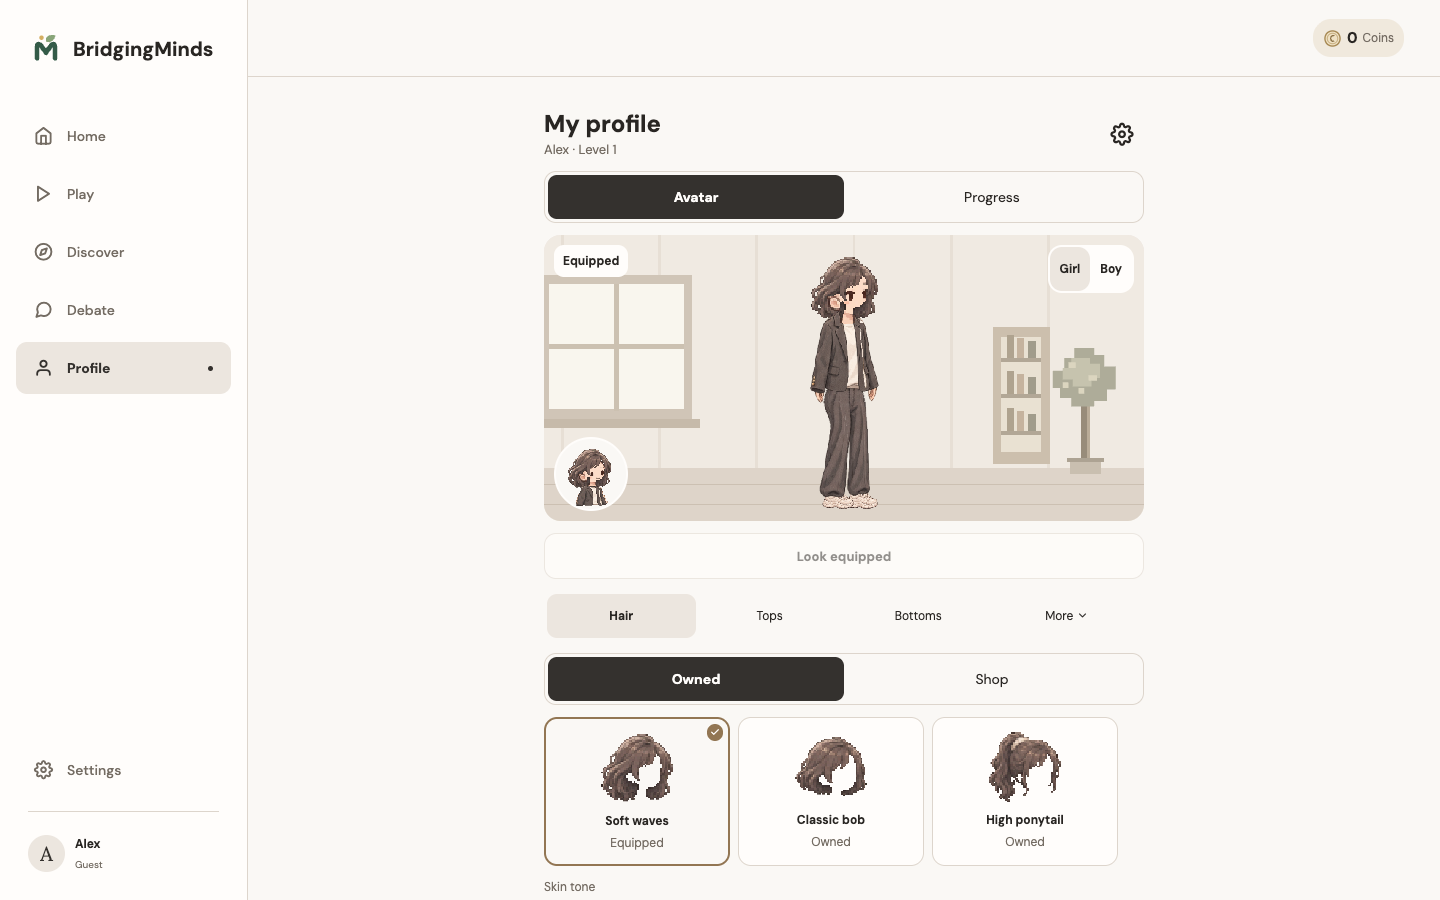 BridgingMinds
0 Coins
Home
Play
Discover
Debate
Profile
Settings
A
Alex
Guest
My profile
Alex · Level 1
Avatar
Progress
Equipped
Girl
Boy
Look equipped
Hair
Tops
Bottoms
More
Owned
Shop
Soft waves
Equipped
Classic bob
Owned
High ponytail
Owned
Skin tone